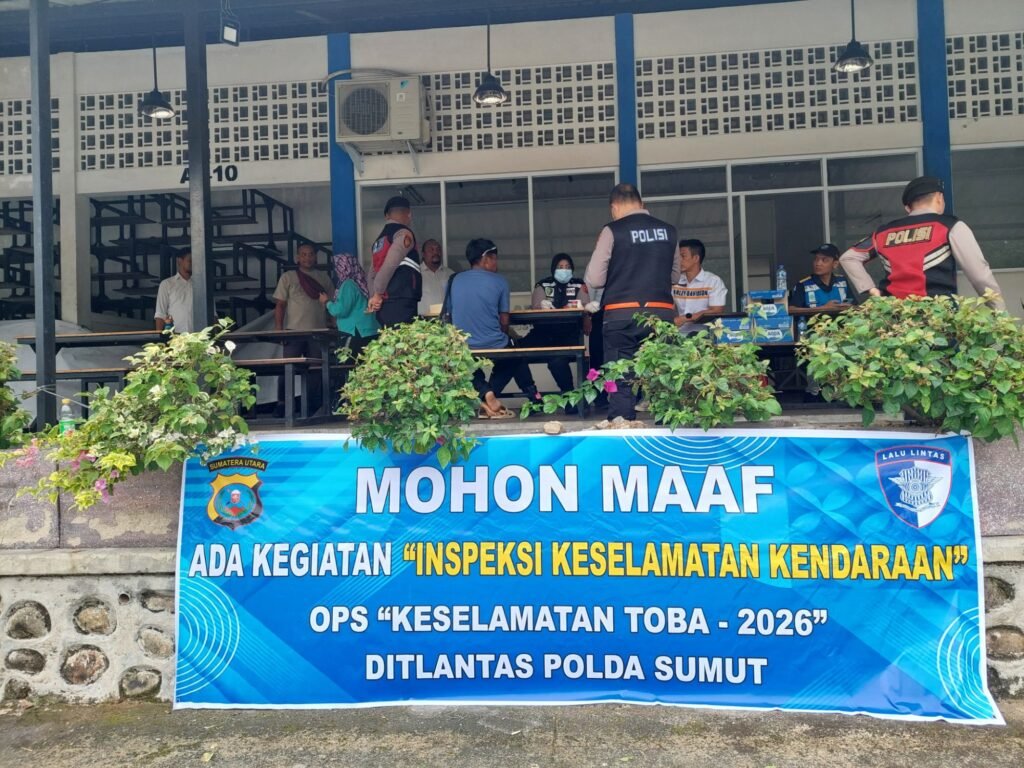 POLISI
POLISI
SUMATERA UTARA
LALU LINTAS
MOHON MAAF
ADA KEGIATAN “INSPEKSI KESELAMATAN KENDARAAN”
OPS “KESELAMATAN TOBA - 2026”
DITLANTAS POLDA SUMUT